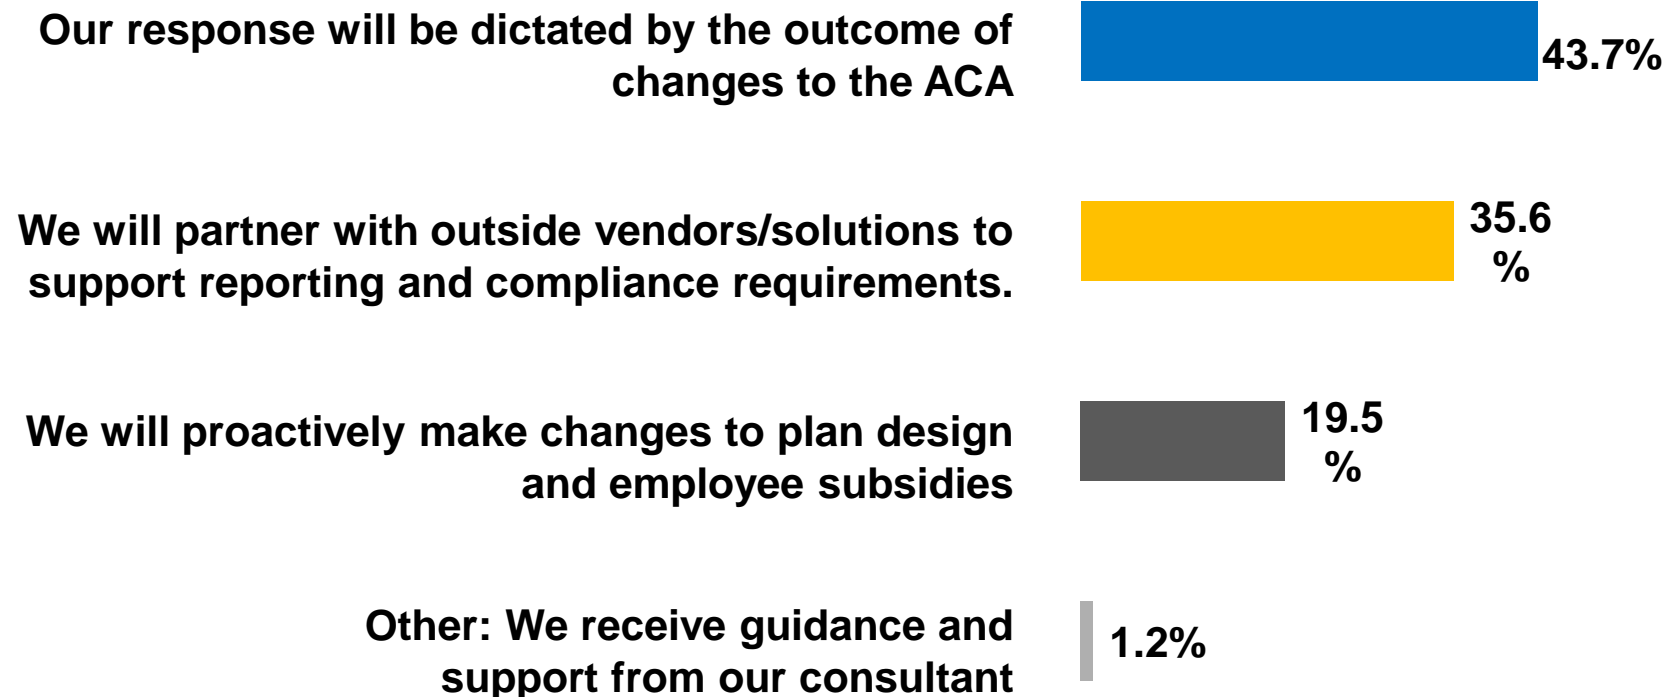 Our response will be dictated by the outcome of
changes to the ACA
43.7%
We will partner with outside vendors/solutions to
support reporting and compliance requirements.
35.6
%
We will proactively make changes to plan design
and employee subsidies
19.5
%
Other: We receive guidance and
support from our consultant
1.2%